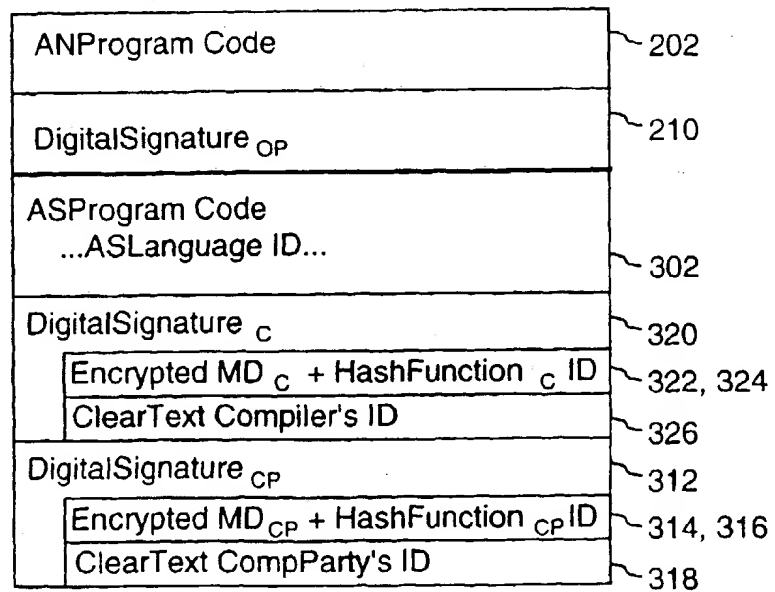 ANProgram Code 202
DigitalSignature OP 210
ASProgram Code
...ASLanguage ID... 302
DigitalSignature C 320
Encrypted MD C + HashFunction C ID 322, 324
ClearText Compiler's ID 326
DigitalSignature CP 312
Encrypted MD CP + HashFunction CP ID 314, 316
ClearText CompParty's ID 318